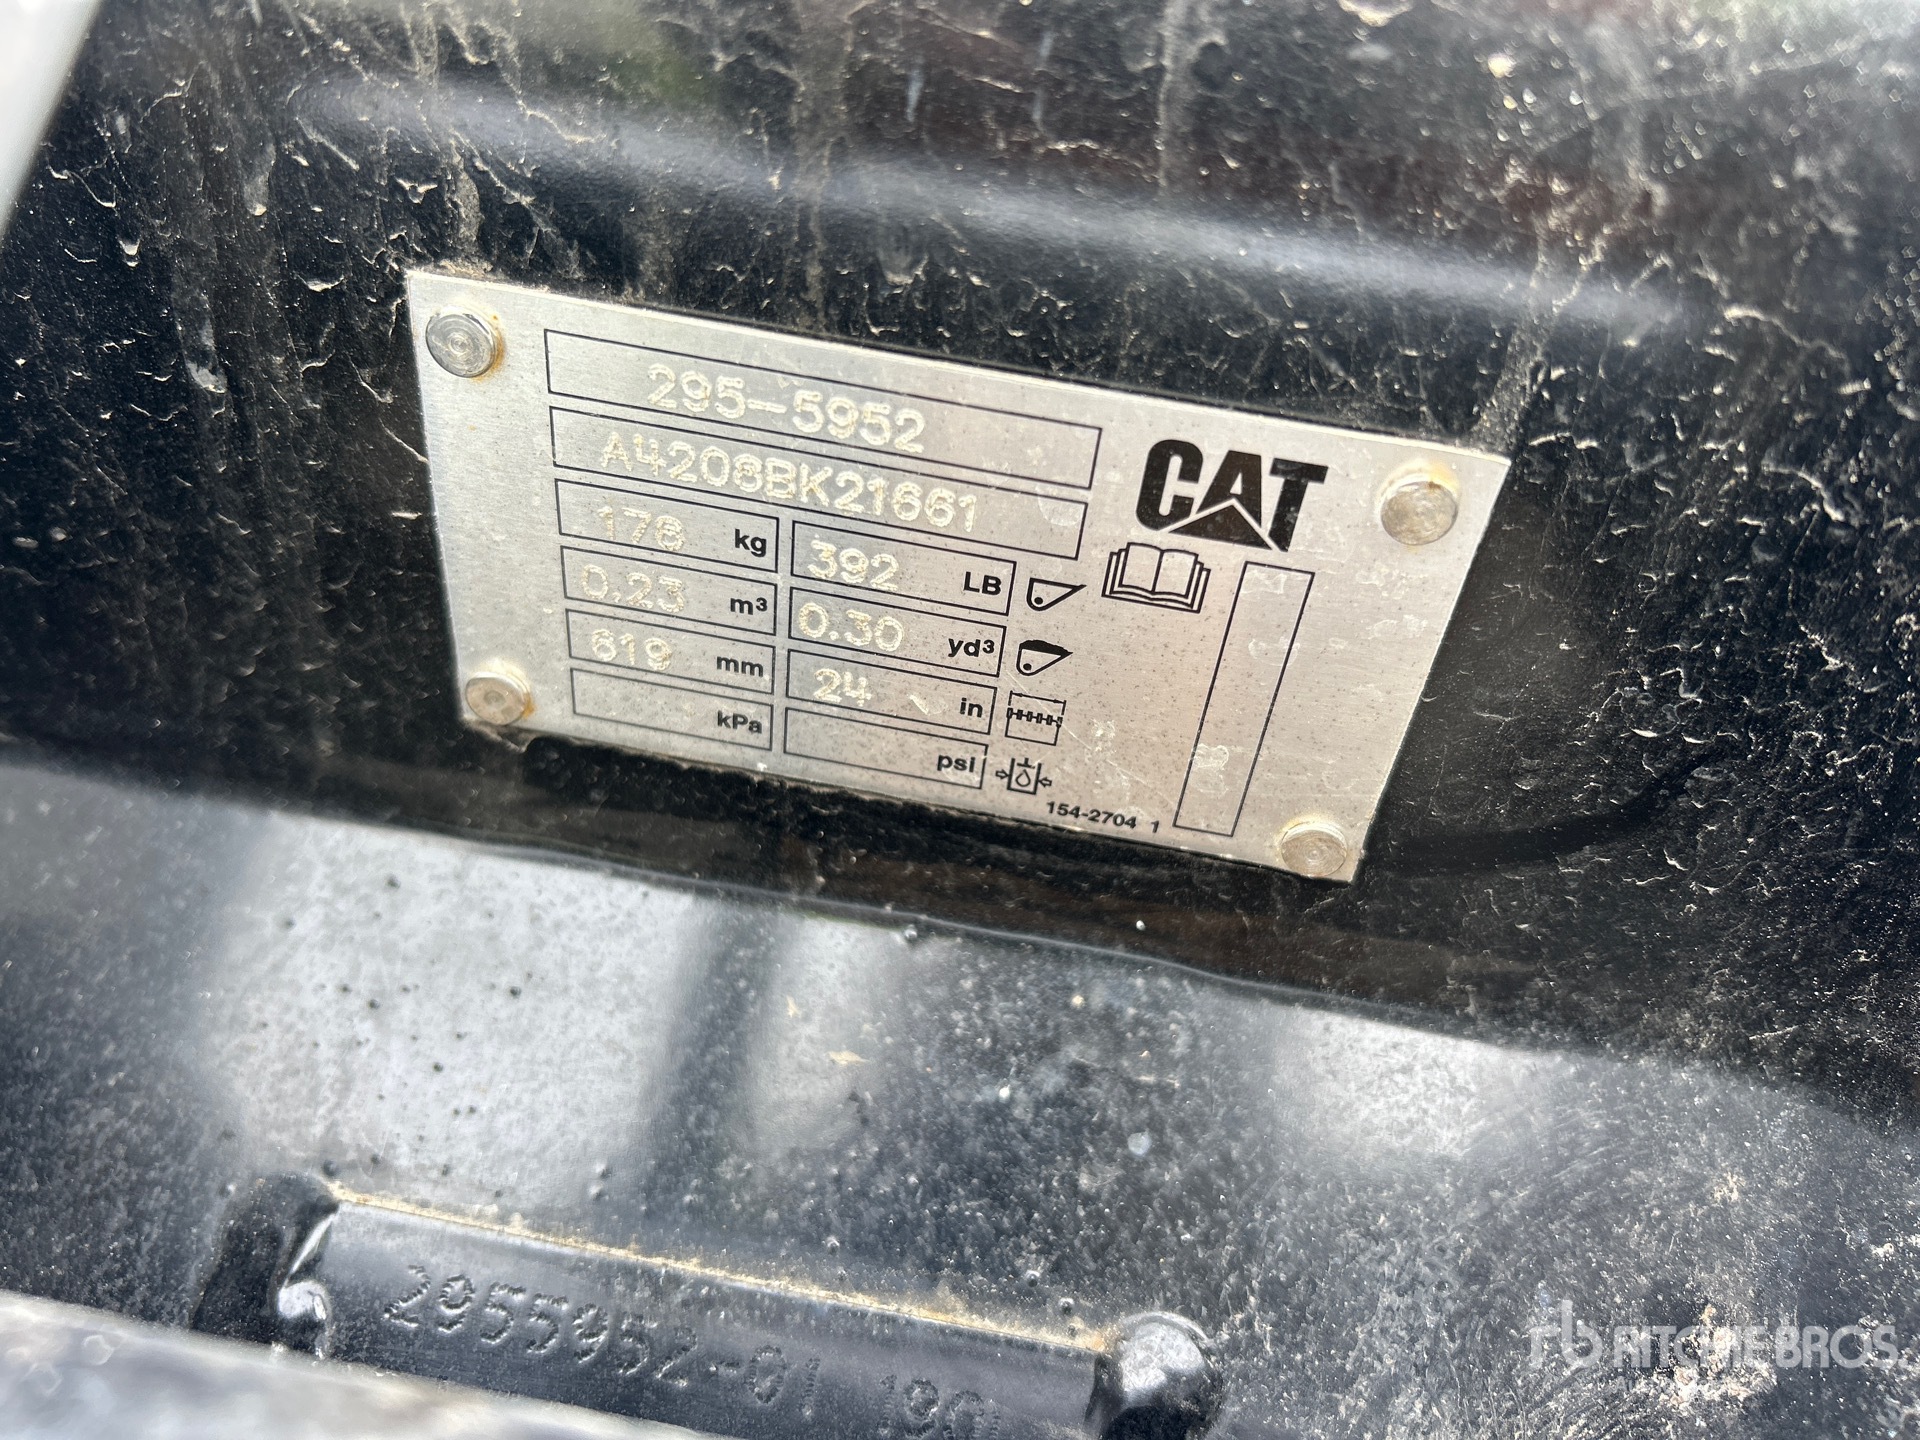 295-5952
A4208BK21661
CAT
178 kg 392 LB
0.23 m³ 0.30 yd³
619 mm 24 in
kPa psi
154-2704 1
2955952-01
RITCHIE BROS.